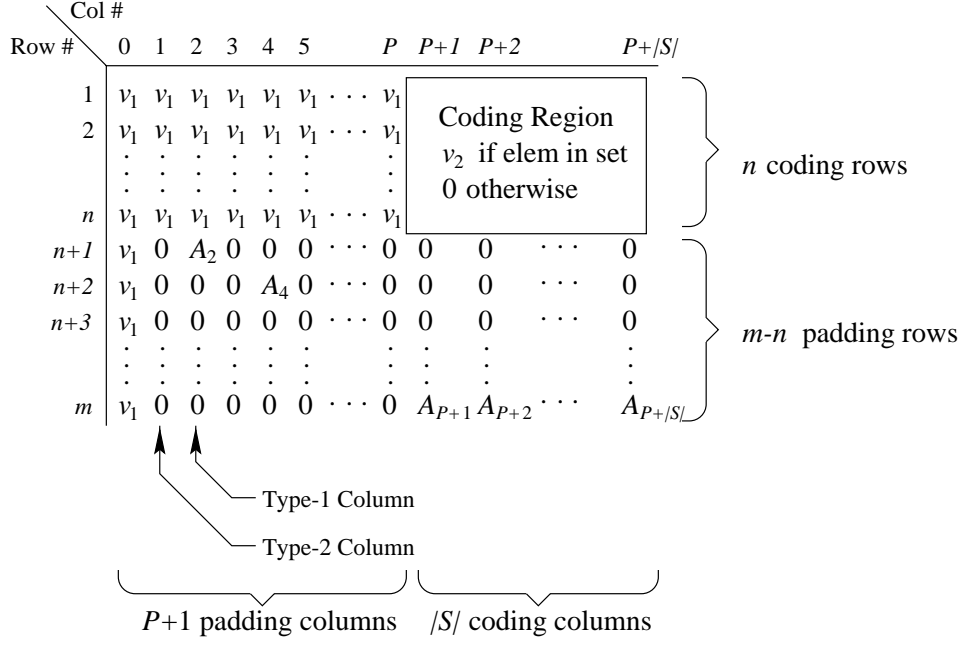 Col #
Row # 0 1 2 3 4 5 P P+1 P+2 P+|S|
1 v₁ v₁ v₁ v₁ v₁ v₁ · · · v₁
Coding Region
2 v₁ v₁ v₁ v₁ v₁ v₁ · · · v₁
v₂ if elem in set
0 otherwise
n coding rows
n v₁ v₁ v₁ v₁ v₁ v₁ · · · v₁
n+1 v₁ 0 A₂ 0 0 0 · · · 0 0 0 · · · 0
n+2 v₁ 0 0 0 A₄ 0 · · · 0 0 0 · · · 0
n+3 v₁ 0 0 0 0 0 · · · 0 0 0 · · · 0
m-n padding rows
m v₁ 0 0 0 0 0 · · · 0 A_{P+1} A_{P+2} · · · A_{P+|S|}
Type-1 Column
Type-2 Column
P+1 padding columns |S| coding columns